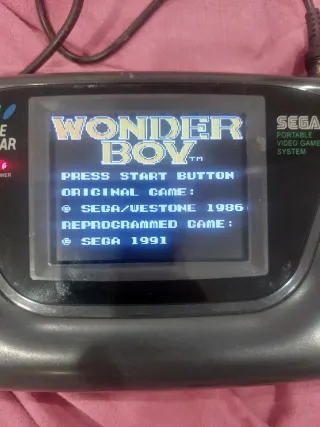 WONDER
BOY™
PRESS START BUTTON
ORIGINAL GAME:
@ SEGA/WESTONE 1986
REPROGRAMMED GAME:
@ SEGA 1991
SEGA
PORTABLE
VIDEO GAME
SYSTEM